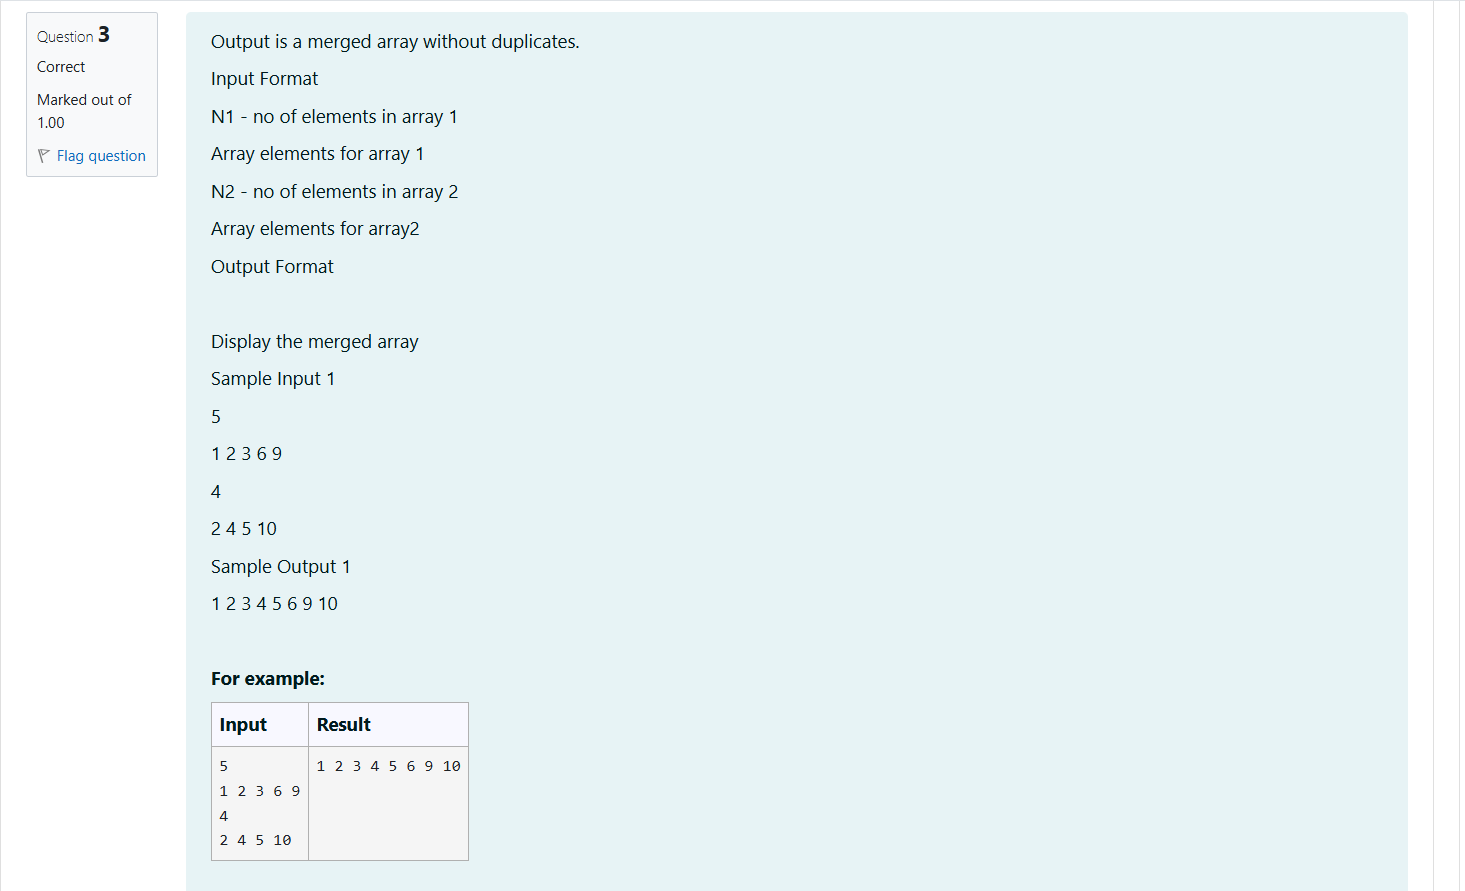 Question 3
Correct
Marked out of
1.00
Flag question
Output is a merged array without duplicates.
Input Format
N1 - no of elements in array 1
Array elements for array 1
N2 - no of elements in array 2
Array elements for array2
Output Format
Display the merged array
Sample Input 1
5
1 2 3 6 9
4
2 4 5 10
Sample Output 1
1 2 3 4 5 6 9 10
For example:
Input Result
5 1 2 3 4 5 6 9 10
1 2 3 6 9
4
2 4 5 10